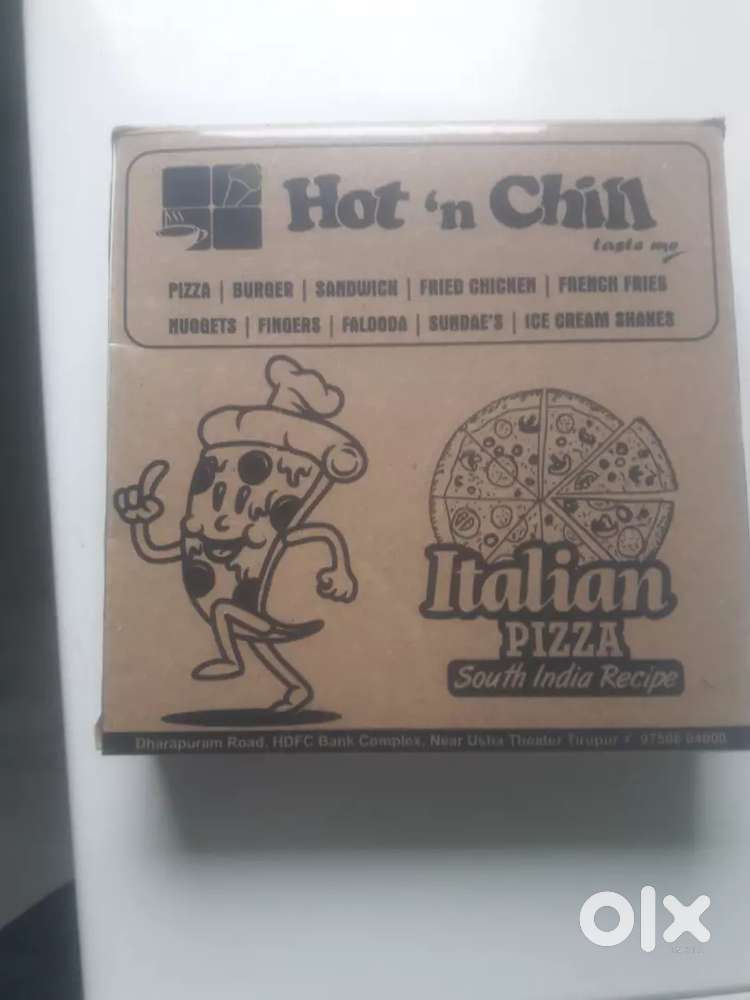 Hot 'n Chill
taste me
PIZZA | BURGER | SANDWICH | FRIED CHICKEN | FRENCH FRIES
NUGGETS | FINGERS | FALOODA | SUNDAE'S | ICE CREAM SHAKES
Italian
PIZZA
South India Recipe
Dharapuram Road, HDFC Bank Complex, Near Usha Theater Tirupur
olx